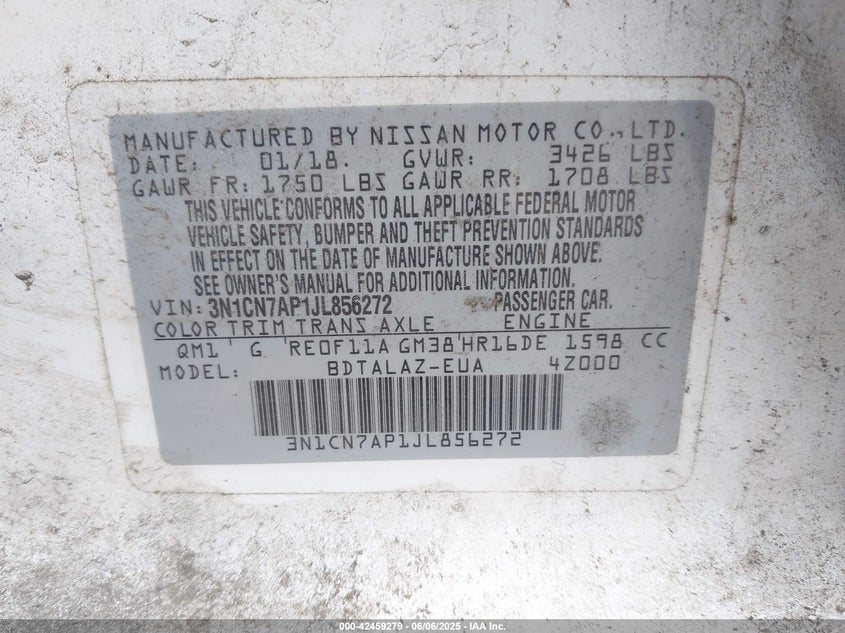 MANUFACTURED BY NISSAN MOTOR CO.,LTD.
DATE: 01/18. GVWR: 3426 LBS
GAWR FR: 1750 LBS GAWR RR: 1708 LBS
THIS VEHICLE CONFORMS TO ALL APPLICABLE FEDERAL MOTOR
VEHICLE SAFETY, BUMPER AND THEFT PREVENTION STANDARDS
IN EFFECT ON THE DATE OF MANUFACTURE SHOWN ABOVE.
SEE OWNER'S MANUAL FOR ADDITIONAL INFORMATION.
VIN: 3N1CN7AP1JL856272 PASSENGER CAR.
COLOR TRIM TRANS AXLE ENGINE
QM1 G RE0F11A GM38 HR16DE 1598 CC
MODEL: BDTALAZ-EUA 4Z000
3N1CN7AP1JL856272
000-42459279 - 06/06/2025 - IAA Inc.